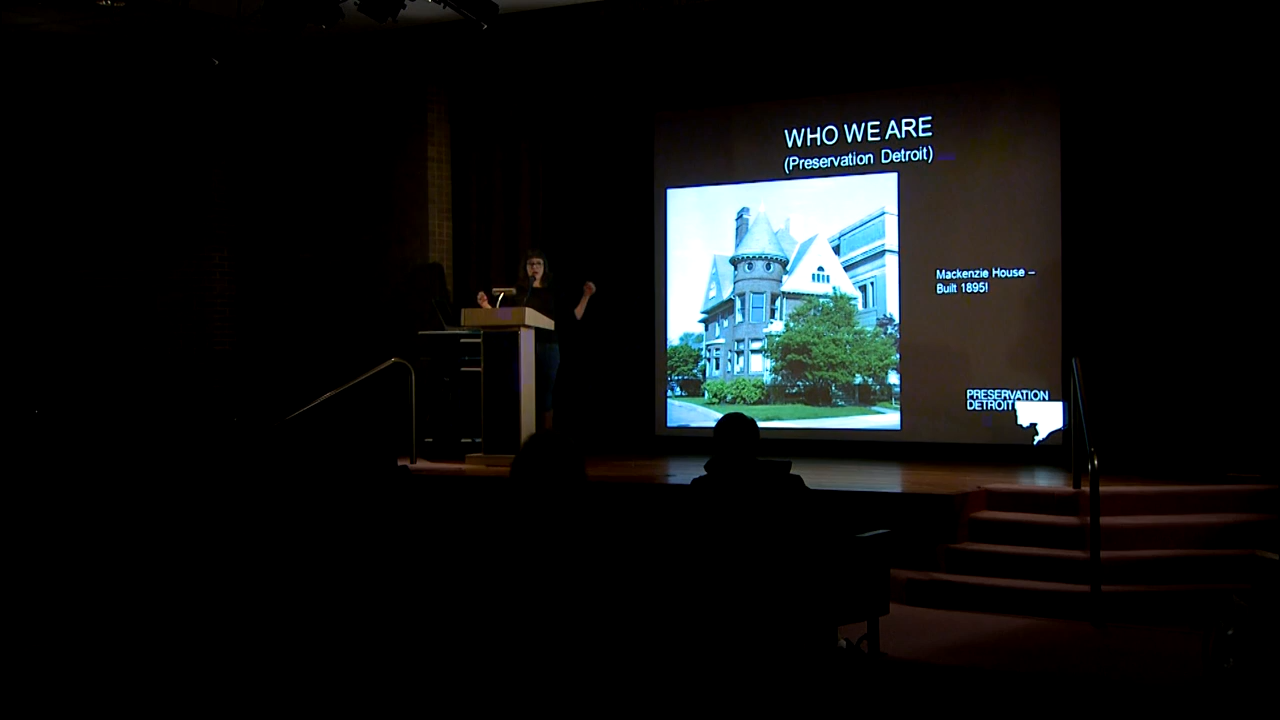 WHO WE ARE
(Preservation Detroit)
Mackenzie House –
Built 1895!
PRESERVATION
DETROIT